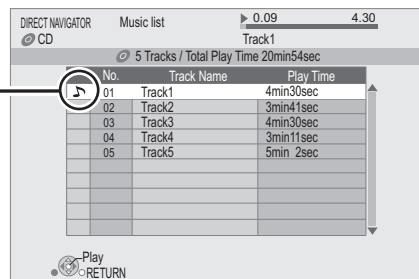 DIRECT NAVIGATOR Music list 0.09 4.30
CD Track1
5 Tracks / Total Play Time 20min54sec
No. Track Name Play Time
01 Track1 4min30sec
02 Track2 3min41sec
03 Track3 4min30sec
04 Track4 3min11sec
05 Track5 5min 2sec
Play
RETURN